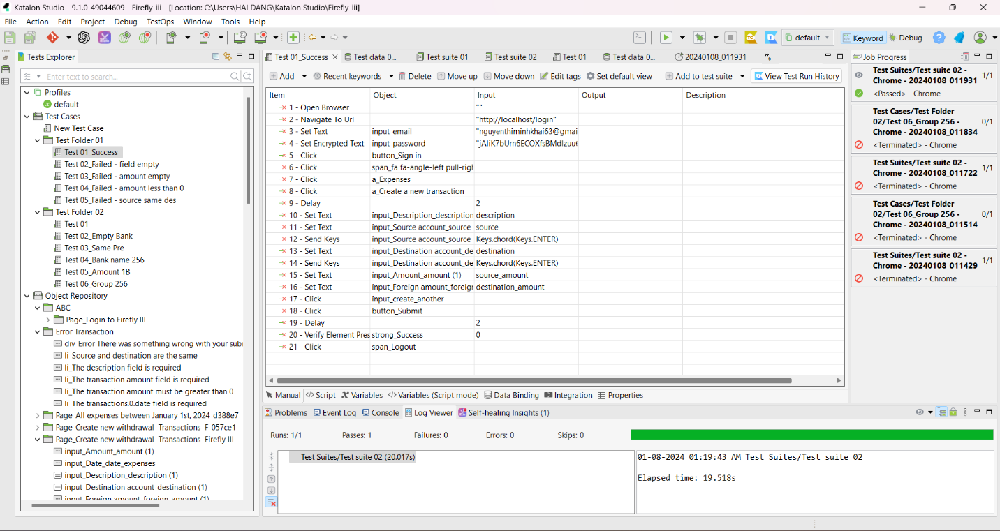 Katalon Studio - 9.1.0-49044609 - Firefly-iii - [Location: C:\Users\HAI DANG\Katalon Studio\Firefly-iii]
File Action Edit Project Debug TestOps Window Tools Help
default Keyword Debug
Tests Explorer
Enter text to search...
Profiles
default
Test Cases
New Test Case
Test Folder 01
Test 01_Success
Test 02_Failed - field empty
Test 03_Failed - amount empty
Test 04_Failed - amount less than 0
Test 05_Failed - source same des
Test Folder 02
Test 01
Test 02_Empty Bank
Test 03_Same Pre
Test 04_Bank name 256
Test 05_Amount 1B
Test 06_Group 256
Object Repository
ABC
Page_Login to Firefly III
Error Transaction
div_Error There was something wrong with your subm
li_Source and destination are the same
li_The description field is required
li_The transaction amount field is required
li_The transaction amount must be greater than 0
li_The transactions.0.date field is required
Page_All expenses between January 1st, 2024_d388e7
Page_Create new withdrawal Transactions F_057ce1
Page_Create new withdrawal Transactions Firefly III
input_Amount_amount (1)
input_Date_date_expenses
input_Description_description (1)
input_Destination account_destination (1)
input_Foreign amount_foreign_amount (1)
Test 01_Success Test data 0... Test suite 01 Test suite 02 Test 01 Test data 0... 20240108_011931
Add Recent keywords Delete Move up Move down Edit tags Set default view Add to test suite View Test Run History
Item Object Input Output Description
1 - Open Browser ""
2 - Navigate To Url "http://localhost/login"
3 - Set Text input_email "nguyenthiminhkhai63@gmai
4 - Set Encrypted Text input_password
5 - Click button_Sign in
6 - Click span_fa fa-angle-left pull-righ
7 - Click a_Expenses
8 - Click a_Create a new transaction
9 - Delay 2
10 - Set Text input_Description_description description
11 - Set Text input_Source account_source source
12 - Send Keys input_Source account_source Keys.chord(Keys.ENTER)
13 - Set Text input_Destination account_de destination
14 - Send Keys input_Destination account_de Keys.chord(Keys.ENTER)
15 - Set Text input_Amount_amount (1) source_amount
16 - Set Text input_Foreign amount_foreign destination_amount
17 - Click input_create_another
18 - Click button_Submit
19 - Delay 2
20 - Verify Element Pres strong_Success 0
21 - Click span_Logout
Manual Script Variables Variables (Script mode) Data Binding Integration Properties
Problems Event Log Console Log Viewer Self-healing Insights (1)
Runs: 1/1 Passes: 1 Failures: 0 Errors: 0 Skips: 0
Test Suites/Test suite 02 (20.017s)
01-08-2024 01:19:43 AM Test Suites/Test suite 02
Elapsed time: 19.518s
Job Progress
Test Suites/Test suite 02 -
Chrome - 20240108_011931 1/1
<Passed> - Chrome
Test Cases/Test Folder
02/Test 06_Group 256 - 0/1
Chrome - 20240108_011834
<Terminated> - Chrome
Test Suites/Test suite 02 -
Chrome - 20240108_011722 1/1
<Terminated> - Chrome
Test Cases/Test Folder
02/Test 06_Group 256 - 0/1
Chrome - 20240108_011514
<Terminated> - Chrome
Test Suites/Test suite 02 -
Chrome - 20240108_011429 1/1
<Terminated> - Chrome